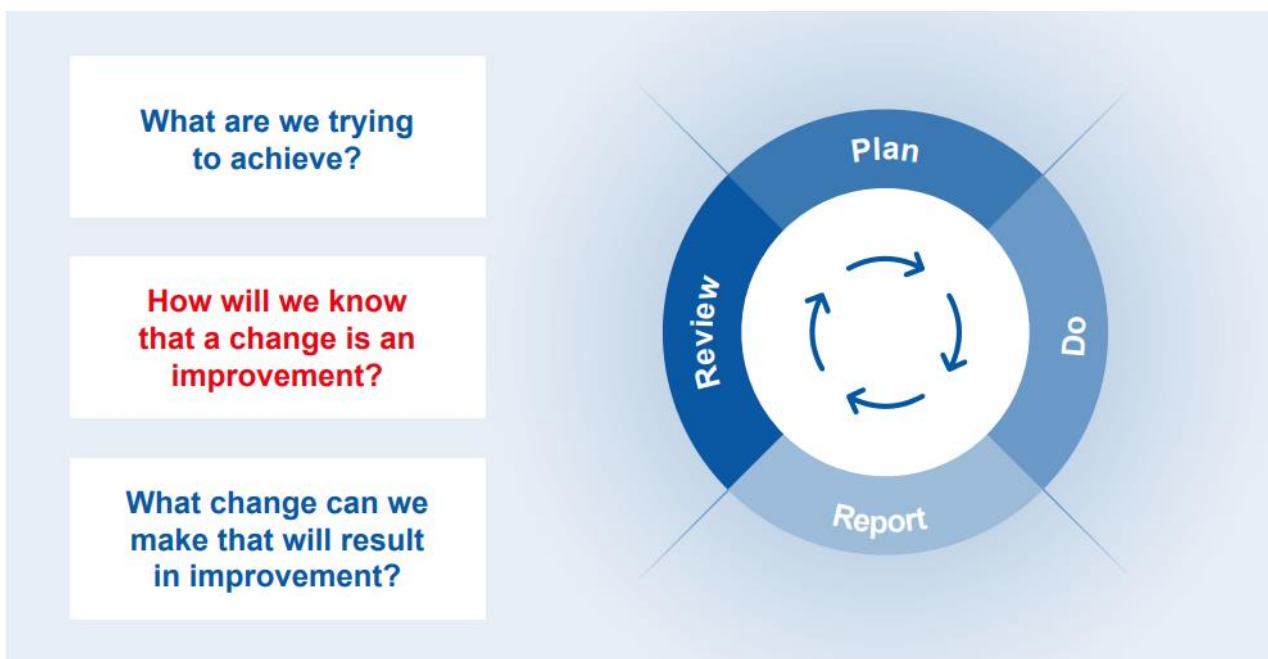 What are we trying
to achieve?
How will we know
that a change is an
improvement?
What change can we
make that will result
in improvement?
Plan
Do
Report
Review